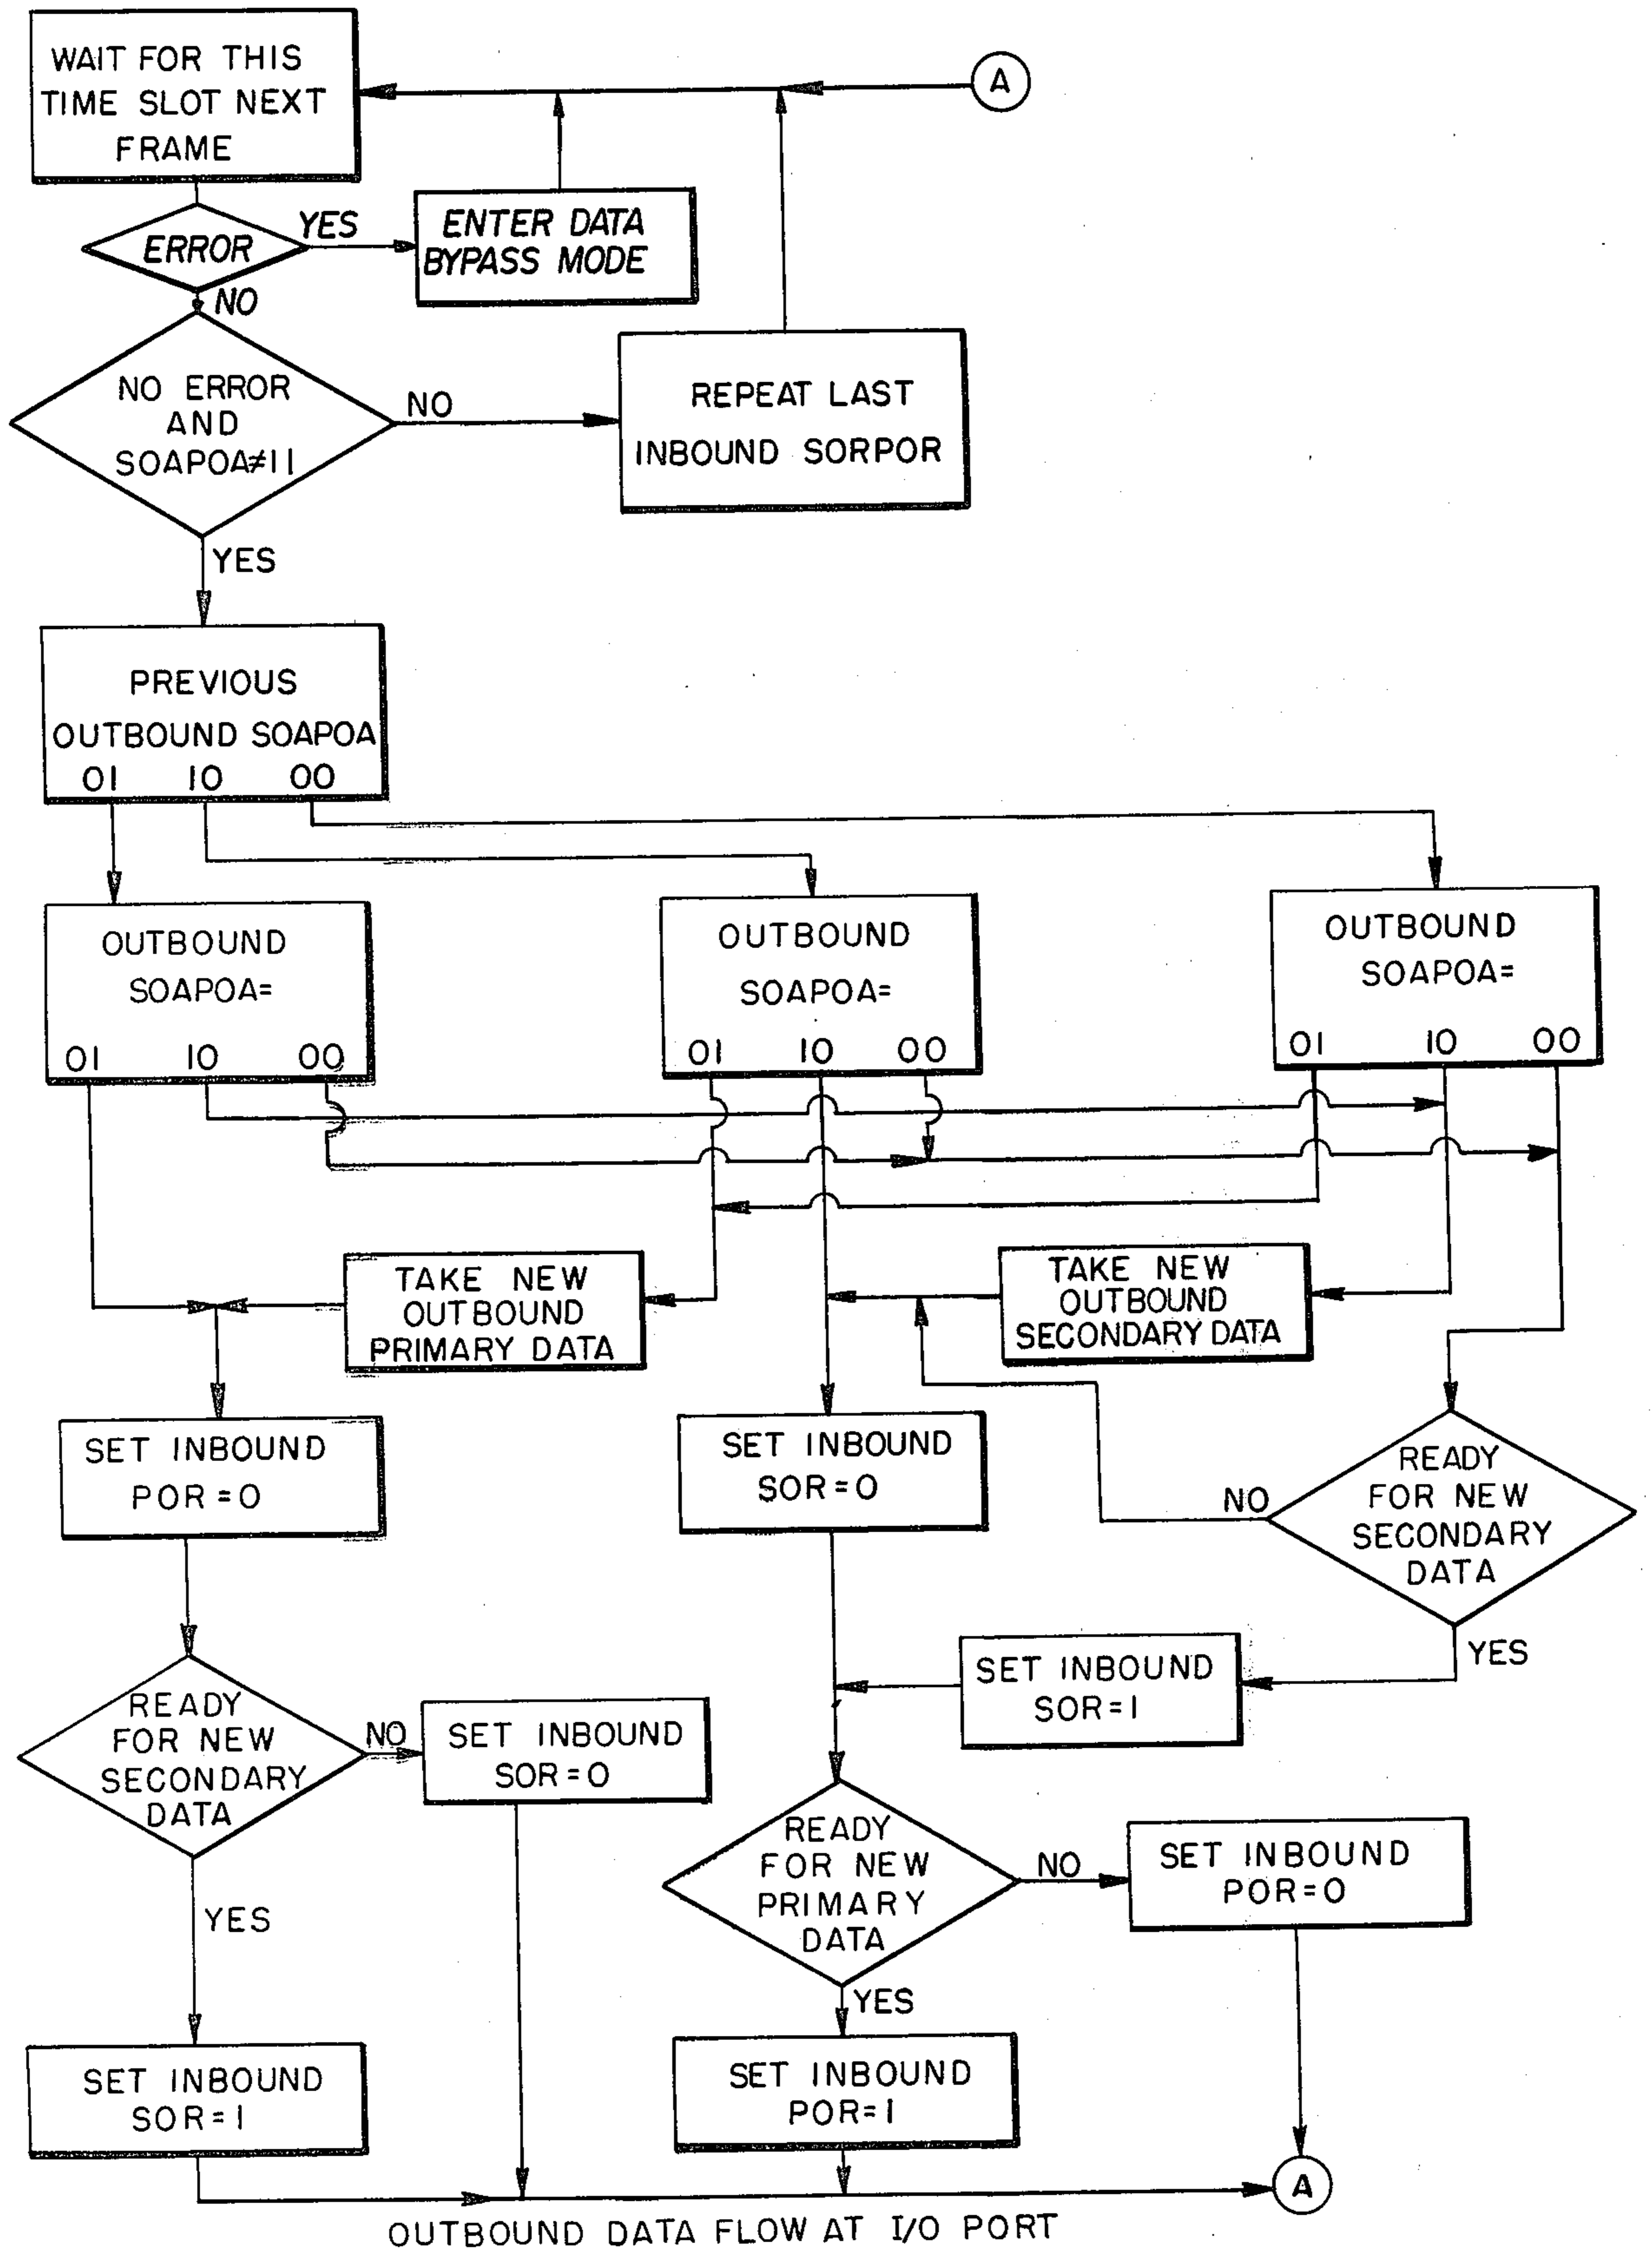 WAIT FOR THIS
TIME SLOT NEXT
FRAME
A
ERROR
YES
ENTER DATA
BYPASS MODE
NO
NO ERROR
AND
SOAPOA≠11
NO
REPEAT LAST
INBOUND SORPOR
YES
PREVIOUS
OUTBOUND SOAPOA
01 10 00
OUTBOUND
SOAPOA=
01 10 00
OUTBOUND
SOAPOA=
01 10 00
OUTBOUND
SOAPOA=
01 10 00
TAKE NEW
OUTBOUND
PRIMARY DATA
TAKE NEW
OUTBOUND
SECONDARY DATA
SET INBOUND
POR=0
SET INBOUND
SOR=0
READY
FOR NEW
SECONDARY
DATA
NO
YES
SET INBOUND
SOR=1
READY
FOR NEW
SECONDARY
DATA
NO
SET INBOUND
SOR=0
YES
READY
FOR NEW
PRIMARY
DATA
NO
SET INBOUND
POR=0
YES
SET INBOUND
SOR=1
SET INBOUND
POR=1
A
OUTBOUND DATA FLOW AT I/O PORT